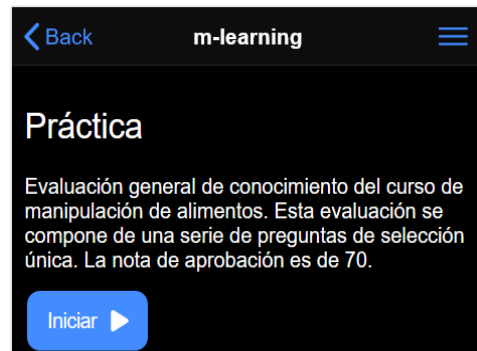 Back
m-learning
Práctica
Evaluación general de conocimiento del curso de
manipulación de alimentos. Esta evaluación se
compone de una serie de preguntas de selección
única. La nota de aprobación es de 70.
Iniciar